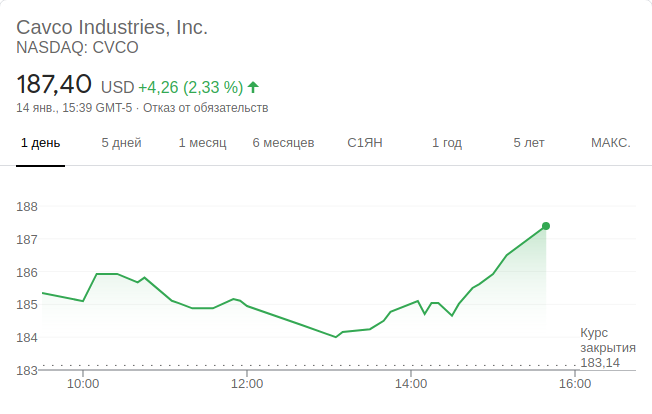 Cavco Industries, Inc.
NASDAQ: CVCO
187,40 USD +4,26 (2,33 %)
14 янв., 15:39 GMT-5 · Отказ от обязательств
1 день 5 дней 1 месяц 6 месяцев С1ЯН 1 год 5 лет МАКС.
188
187
186
185
184
183
Курс
закрытия
183,14
10:00 12:00 14:00 16:00